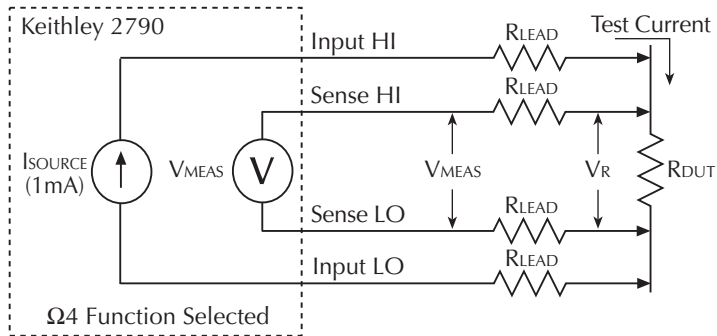 Keithley 2790
Input HI
RLEAD
Test Current
Sense HI
RLEAD
ISOURCE
(1mA)
VMEAS
V
VMEAS
VR
RDUT
Sense LO
RLEAD
Input LO
RLEAD
Ω4 Function Selected